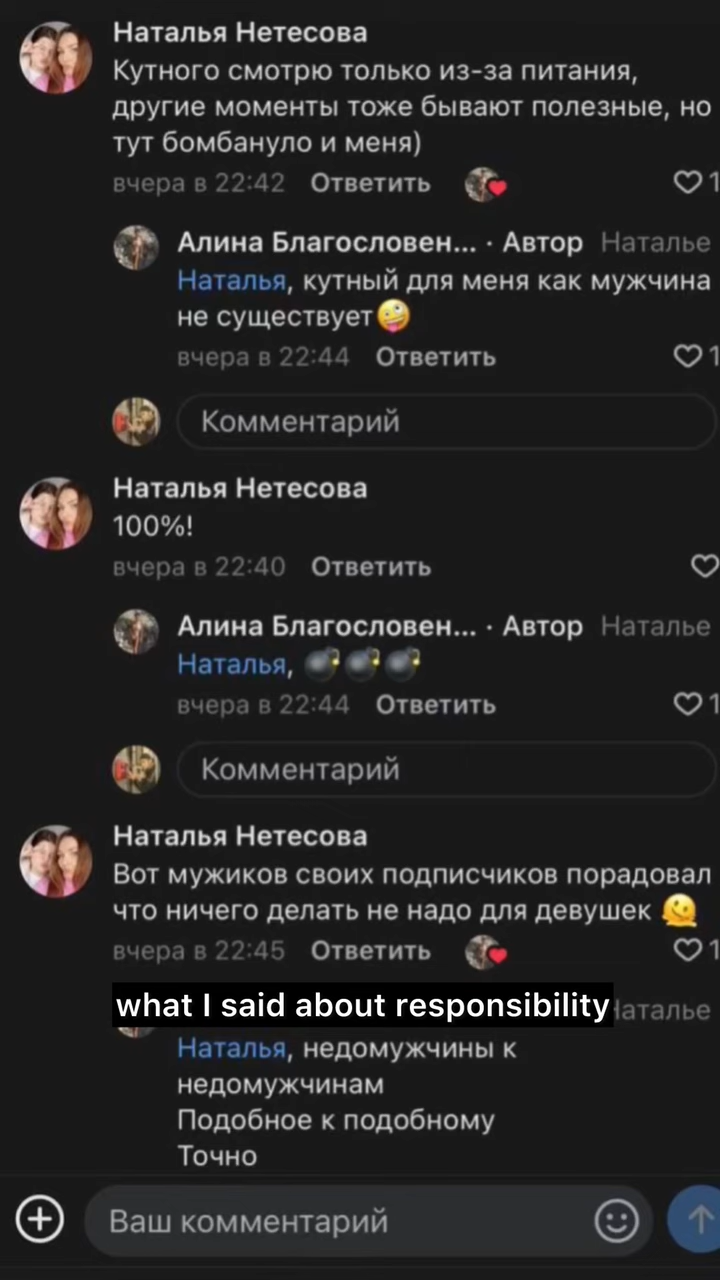 Наталья Нетесова
Кутного смотрю только из-за питания,
другие моменты тоже бывают полезные, но
тут бомбануло и меня)
вчера в 22:42 Ответить 1
Алина Благословен... · Автор Наталье
Наталья, кутный для меня как мужчина
не существует🤪
вчера в 22:44 Ответить 1
Комментарий
Наталья Нетесова
100%!
вчера в 22:40 Ответить
Алина Благословен... · Автор Наталье
Наталья, 💣💣💣
вчера в 22:44 Ответить 1
Комментарий
Наталья Нетесова
Вот мужиков своих подписчиков порадовал
что ничего делать не надо для девушек 🫠
вчера в 22:45 Ответить 1
what I said about responsibility Наталье
Наталья, недомужчины к
недомужчинам
Подобное к подобному
Точно
Ваш комментарий